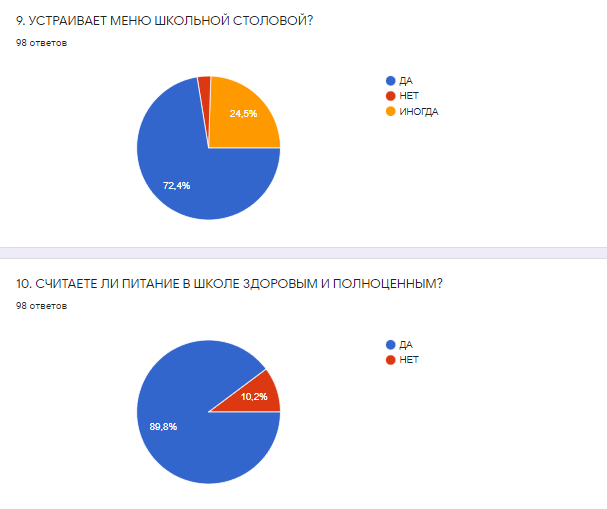 9. УСТРАИВАЕТ МЕНЮ ШКОЛЬНОЙ СТОЛОВОЙ?
98 ответов
ДА
НЕТ
ИНОГДА
24,5%
72,4%
10. СЧИТАЕТЕ ЛИ ПИТАНИЕ В ШКОЛЕ ЗДОРОВЫМ И ПОЛНОЦЕННЫМ?
98 ответов
ДА
НЕТ
10,2%
89,8%